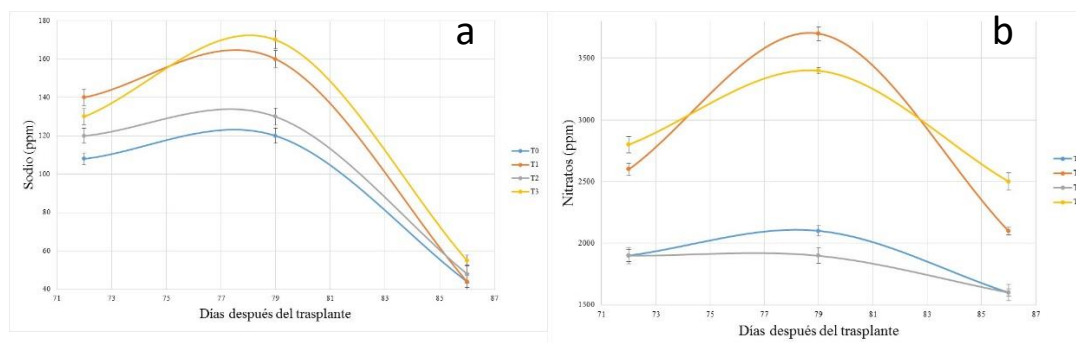 a
180
160
140
120
100
80
60
40
Sodio (ppm)
71 73 75 77 79 81 83 85 87
Días después del trasplante
T0
T1
T2
T3
b
3500
3000
2500
2000
1500
Nitratos (ppm)
71 73 75 77 79 81 83 85 87
Días después del trasplante
T
T
T
T